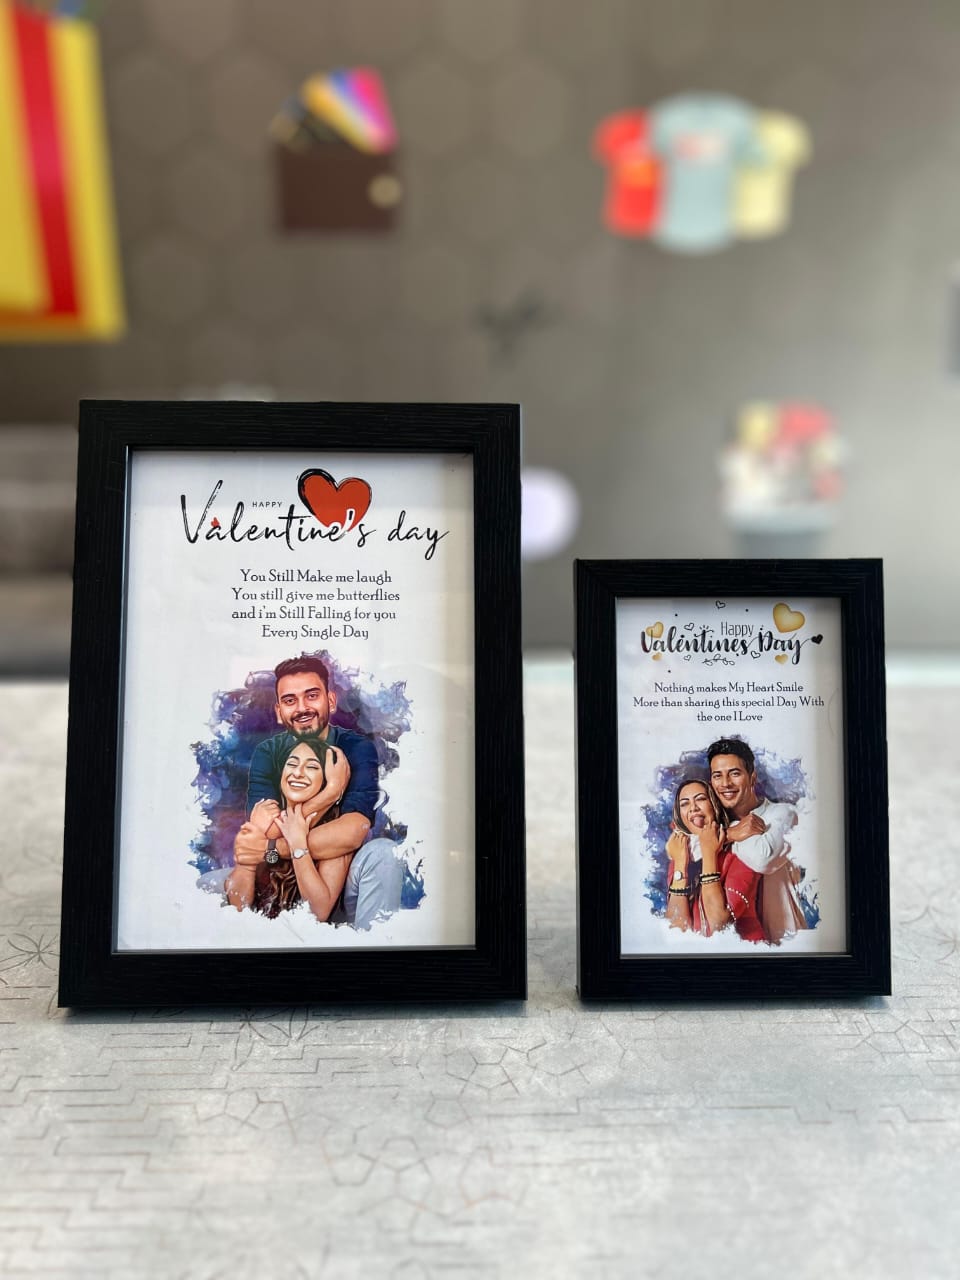 HAPPY
Valentine's day
You Still Make me laugh
You still give me butterflies
and i'm Still Falling for you
Every Single Day
Happy
Valentines Day
Nothing makes My Heart Smile
More than sharing this special Day With
the one I Love